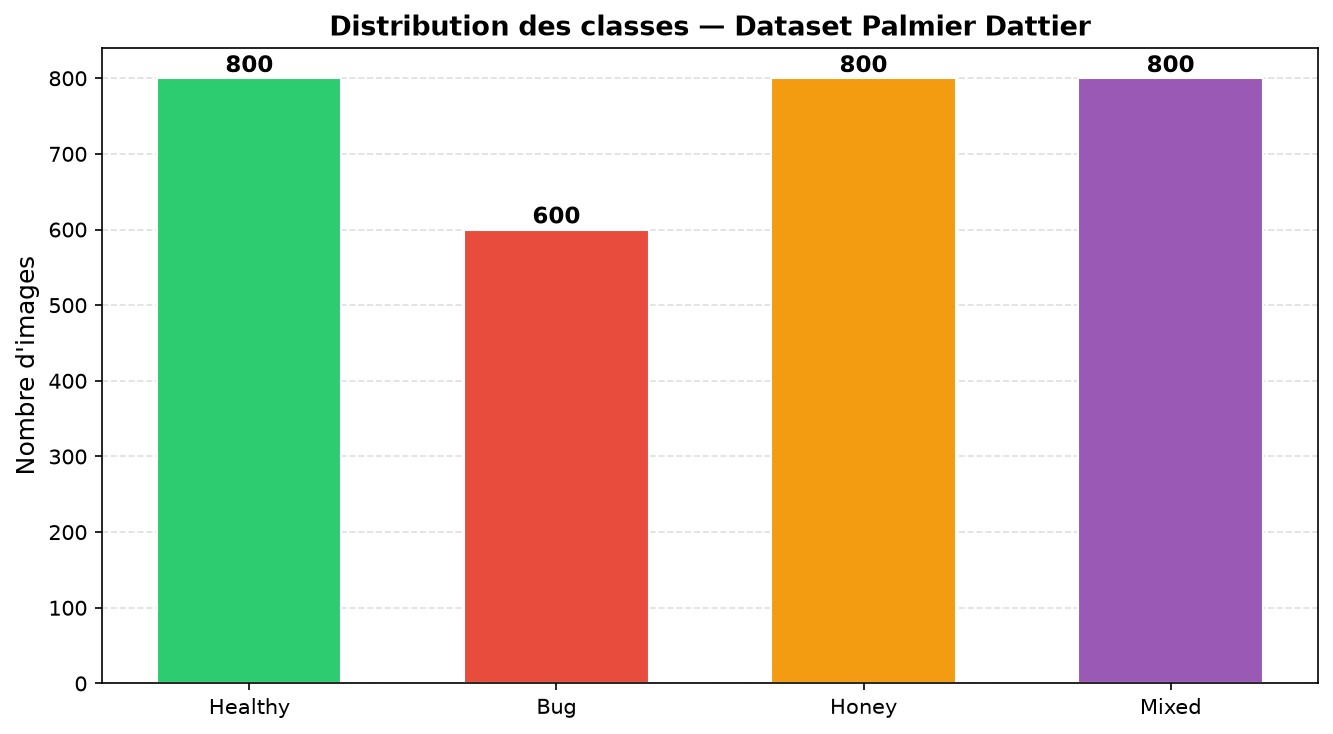 Distribution des classes — Dataset Palmier Dattier
Nombre d'images
800
700
600
500
400
300
200
100
0
800
600
800
800
Healthy
Bug
Honey
Mixed